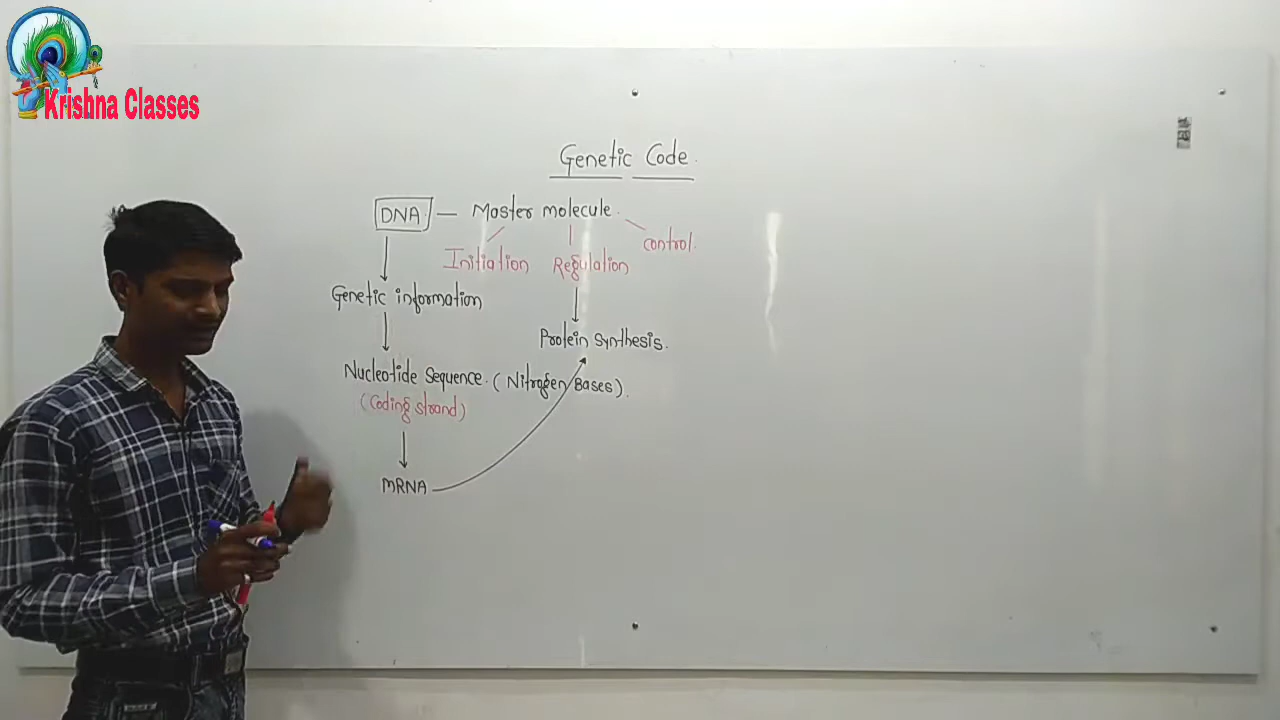 Krishna Classes
Genetic Code.
DNA — Master molecule.
Initiation Regulation control.
Genetic information
Protein synthesis.
Nucleotide Sequence. (Nitrogen Bases).
(Coding strand)
MRNA